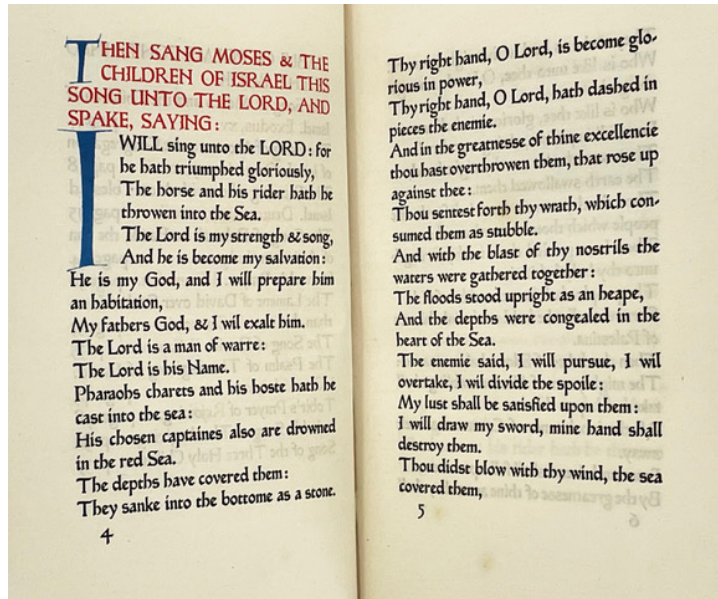 THEN SANG MOSES & THE
CHILDREN OF ISRAEL THIS
SONG UNTO THE LORD, AND
SPAKE, SAYING:
I WILL sing unto the LORD: for
he hath triumphed gloriously,
The horse and his rider hath he
throwen into the Sea.
The Lord is my strength & song,
And he is become my salvation:
He is my God, and I will prepare him
an habitation,
My fathers God, & I wil exalt him.
The Lord is a man of warre:
The Lord is his Name.
Pharaohs charets and his hoste hath he
cast into the sea:
His chosen captaines also are drowned
in the red Sea.
The depths have covered them:
They sanke into the bottome as a stone.
4
Thy right hand, O Lord, is become glo-
rious in power,
Thy right hand, O Lord, hath dashed in
pieces the enemie.
And in the greatnesse of thine excellencie
thou hast overthrowen them, that rose up
against thee:
Thou sentest forth thy wrath, which con-
sumed them as stubble.
And with the blast of thy nostrils the
waters were gathered together:
The floods stood upright as an heape,
And the depths were congealed in the
heart of the Sea.
The enemie said, I will pursue, I wil
overtake, I wil divide the spoile:
My lust shall be satisfied upon them:
I will draw my sword, mine hand shall
destroy them.
Thou didst blow with thy wind, the sea
covered them,
5